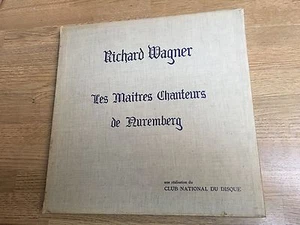 Richard Wagner
Les Maitres Chanteurs
de Nuremberg
une réalisation du
CLUB NATIONAL DU DISQUE